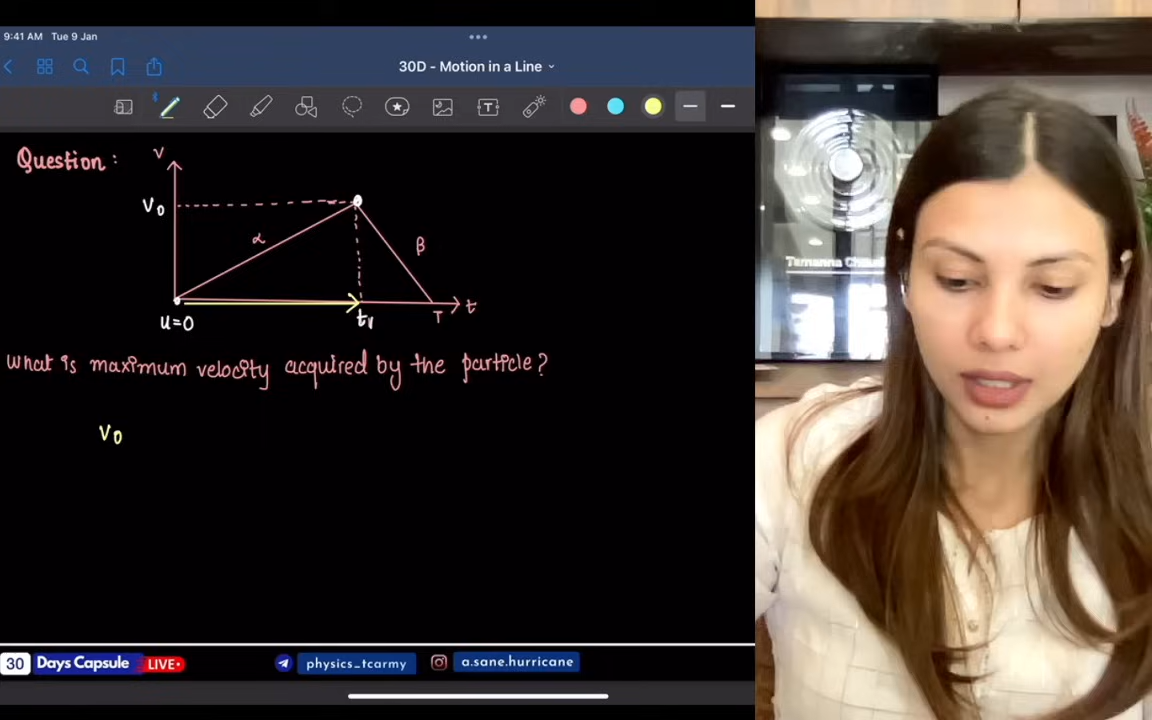 9:41 AM Tue 9 Jan
30D - Motion in a Line
Question:
v
V₀
α
β
u=0
t₁
T
t
What is maximum velocity acquired by the particle?
V₀
30 Days Capsule LIVE
physics_tcarmy
a.sane.hurricane